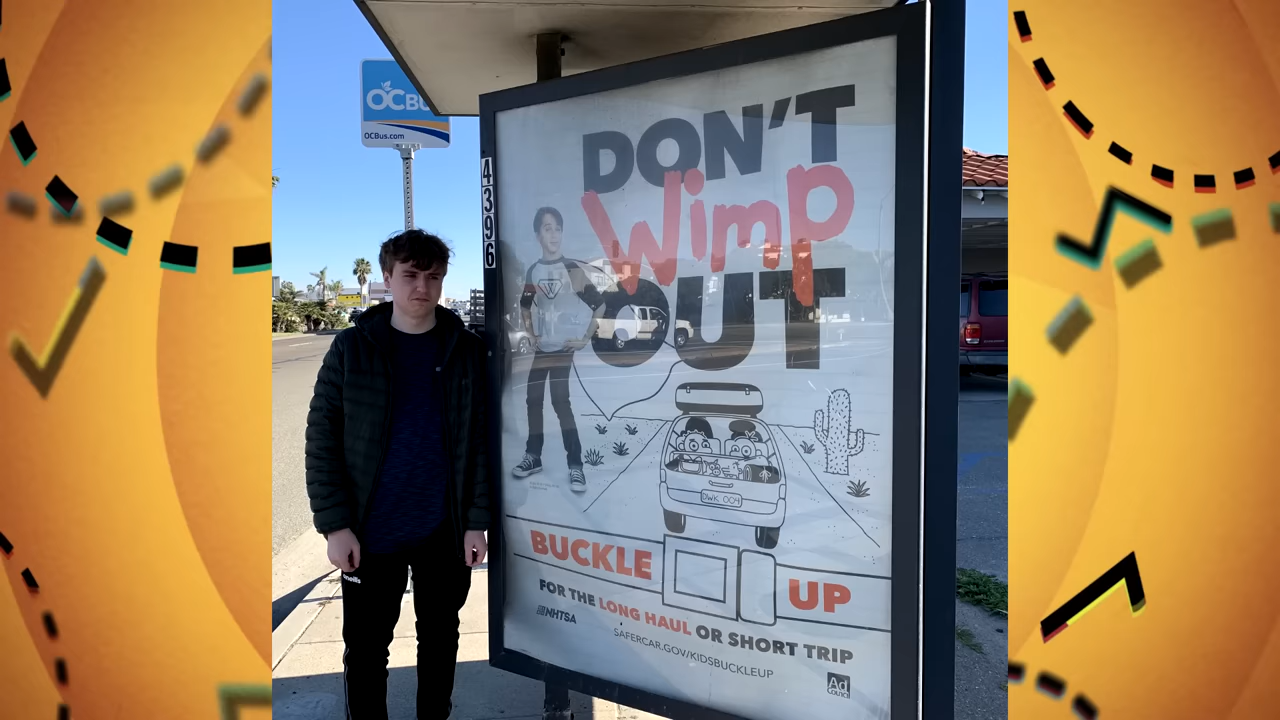 OCBu
OCBus.com
4396
DON'T
Wimp
OUT
DWK 004
BUCKLE UP
FOR THE LONG HAUL OR SHORT TRIP
NHTSA
SAFERCAR.GOV/KIDSBUCKLEUP
Ad
Council